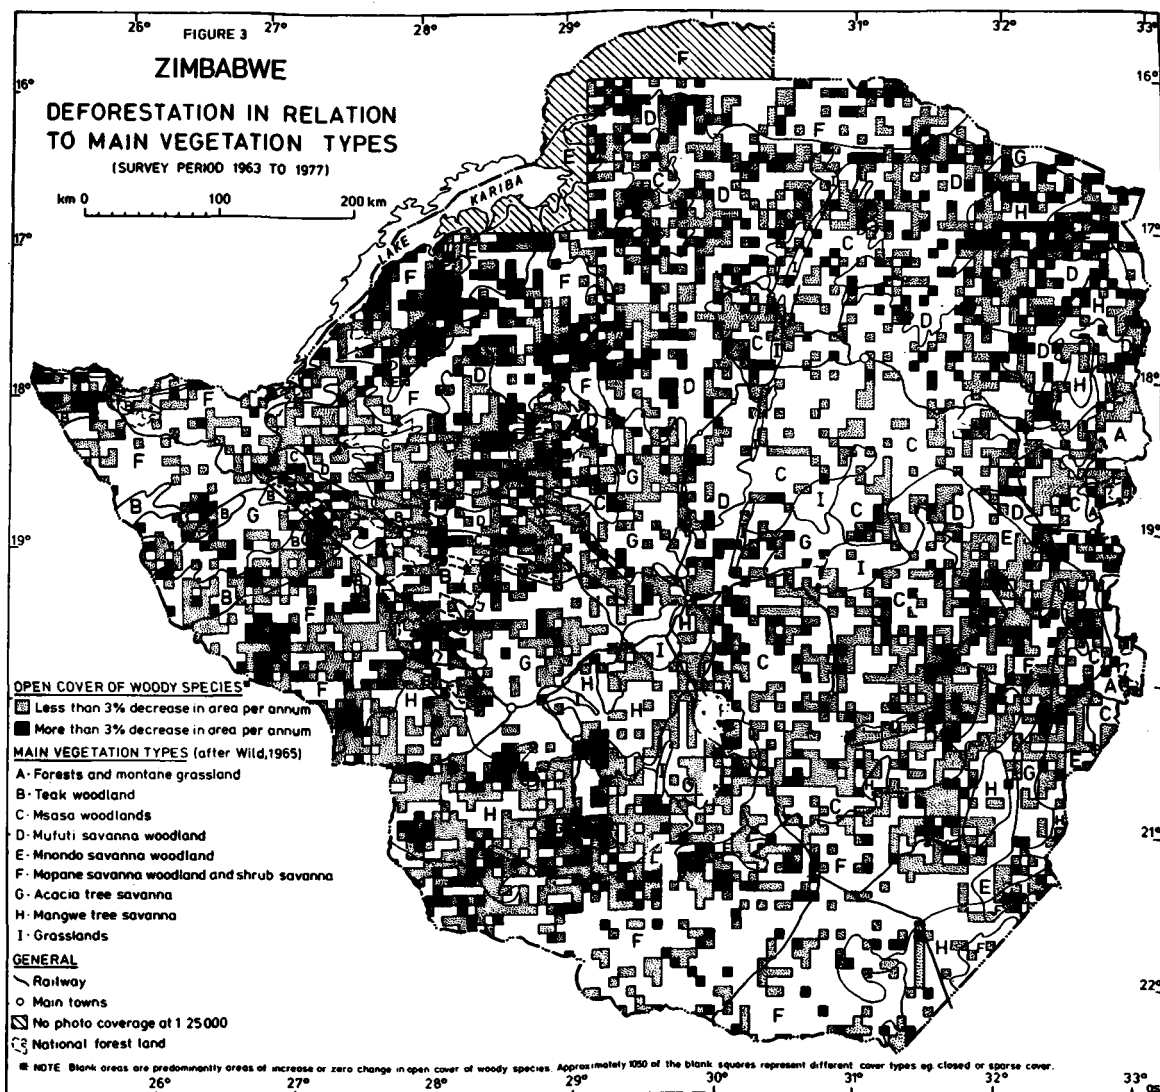 26°
27°
28°
29°
30°
31°
32°
33°
FIGURE 3
ZIMBABWE
16°
16°
DEFORESTATION IN RELATION
TO MAIN VEGETATION TYPES
(SURVEY PERIOD 1963 TO 1977)
km 0 100 200 km
LAKE KARIBA
17°
17°
18°
18°
19°
19°
20°
21°
22°
OPEN COVER OF WOODY SPECIES*
Less than 3% decrease in area per annum
More than 3% decrease in area per annum
MAIN VEGETATION TYPES (after Wild,1965)
A · Forests and montane grassland
B · Teak woodland
C · Msasa woodlands
D · Mufuti savanna woodland
E · Mnondo savanna woodland
F · Mopane savanna woodland and shrub savanna
G · Acacia tree savanna
H · Mangwe tree savanna
I · Grasslands
GENERAL
Railway
Main towns
No photo coverage at 1 25000
National forest land
* NOTE Blank areas are predominently areas of increase or zero change in open cover of woody species. Approximately 1050 of the blank squares represent different cover types eg. closed or sparse cover.
26°
27°
28°
29°
30°
31°
32°
33°